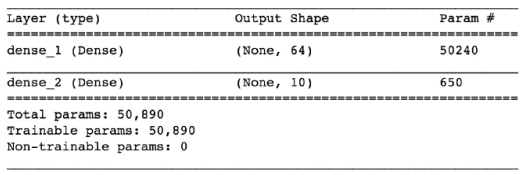 Layer (type) Output Shape Param #
=================================================================
dense_1 (Dense) (None, 64) 50240
_________________________________________________________________
dense_2 (Dense) (None, 10) 650
=================================================================
Total params: 50,890
Trainable params: 50,890
Non-trainable params: 0
_________________________________________________________________